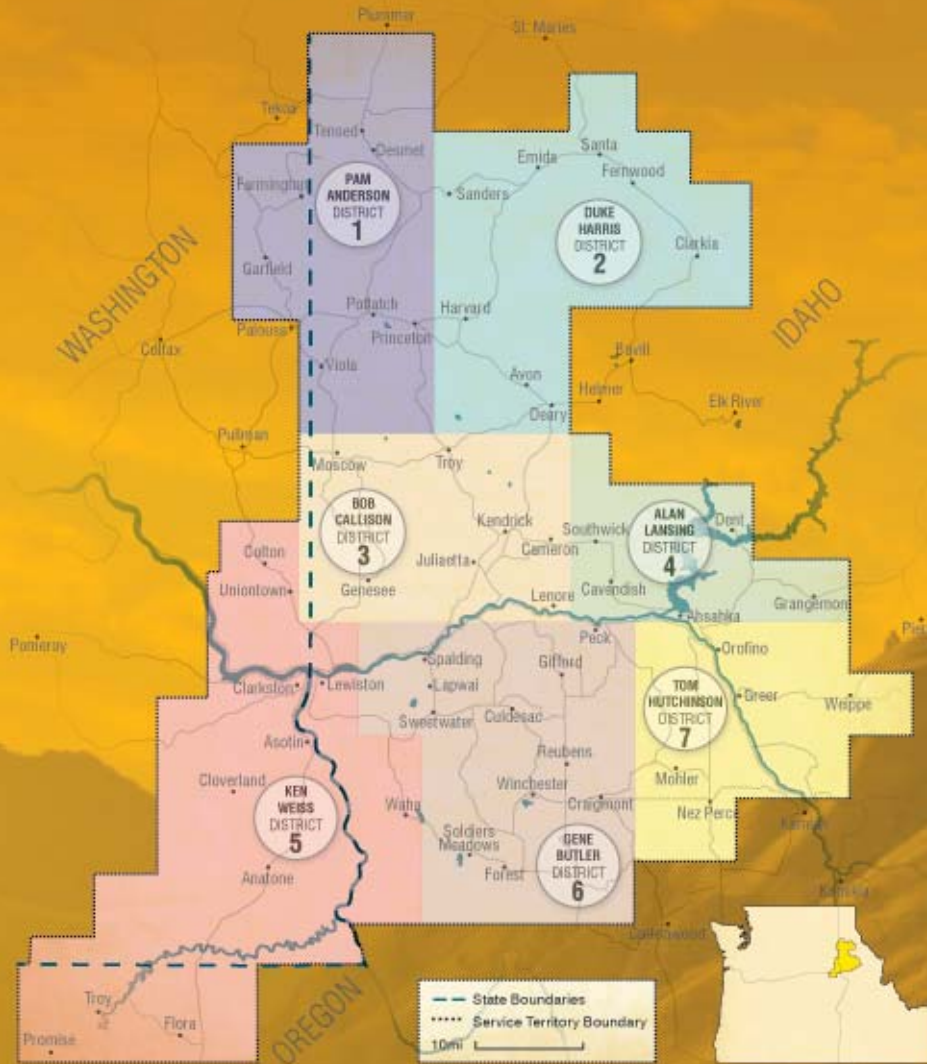 Plummer
St. Maries
Tekoa
Tensed
Desmet
Santa
Emida
Fernwood
Farmington
Sanders
PAM
ANDERSON
DISTRICT
1
DUKE
HARRIS
DISTRICT
2
Clarkia
Garfield
WASHINGTON
IDAHO
Potlatch
Harvard
Palouse
Princeton
Colfax
Viola
Bovill
Avon
Helmer
Elk River
Deary
Pullman
Moscow
Troy
BOB
CALLISON
DISTRICT
3
Kendrick
Southwick
ALAN
LANSING
DISTRICT
4
Dent
Colton
Juliaetta
Cameron
Uniontown
Genesee
Lenore
Cavendish
Grangemont
Ahsahka
Pomeroy
Peck
Orofino
Spalding
Gifford
Clarkston
Lewiston
Lapwai
TOM
HUTCHINSON
DISTRICT
7
Greer
Weippe
Sweetwater
Culdesac
Asotin
Reubens
Cloverland
Mohler
KEN
WEISS
DISTRICT
5
Waha
Winchester
Craigmont
Nez Perce
Kamiah
Soldiers
Meadows
GENE
BUTLER
DISTRICT
6
Anatone
Forest
Kooskia
Cottonwood
Troy
Flora
Promise
OREGON
State Boundaries
Service Territory Boundary
10mi